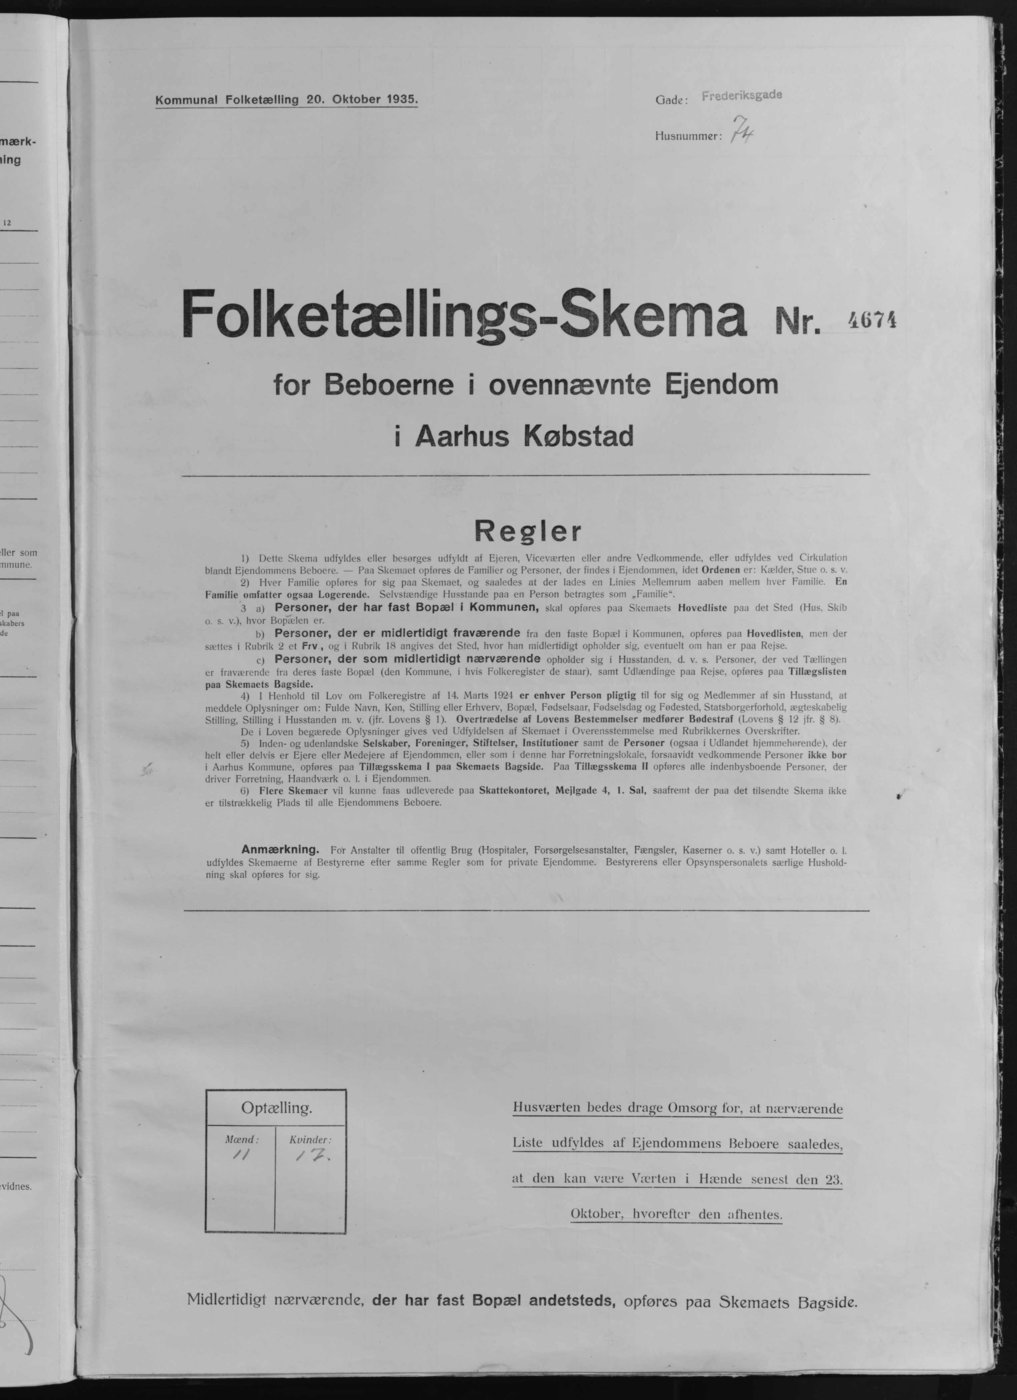 mærk-
ning
12
eller som
mmune.
el paa
skabers
de
vidnes.
Kommunal Folketælling 20. Oktober 1935.
Gade: Frederiksgade
Husnummer: 74
Folketællings-Skema Nr. 4674
for Beboerne i ovennævnte Ejendom
i Aarhus Købstad
Regler
1) Dette Skema udfyldes eller besørges udfyldt af Ejeren, Viceværten eller andre Vedkommende, eller udfyldes ved Cirkulation
blandt Ejendommens Beboere. — Paa Skemaet opføres de Familier og Personer, der findes i Ejendommen, idet Ordenen er: Kælder, Stue o. s. v.
2) Hver Familie opføres for sig paa Skemaet, og saaledes at der lades en Linies Mellemrum aaben mellem hver Familie. En
Familie omfatter ogsaa Logerende. Selvstændige Husstande paa en Person betragtes som „Familie“.
3 a) Personer, der har fast Bopæl i Kommunen, skal opføres paa Skemaets Hovedliste paa det Sted (Hus, Skib
o. s. v.), hvor Bopælen er.
b) Personer, der er midlertidigt fraværende fra den faste Bopæl i Kommunen, opføres paa Hovedlisten, men der
sættes i Rubrik 2 et Frv., og i Rubrik 18 angives det Sted, hvor han midlertidigt opholder sig, eventuelt om han er paa Rejse.
c) Personer, der som midlertidigt nærværende opholder sig i Husstanden, d. v. s. Personer, der ved Tællingen
er fraværende fra deres faste Bopæl (den Kommune, i hvis Folkeregister de staar), samt Udlændinge paa Rejse, opføres paa Tillægslisten
paa Skemaets Bagside.
4) I Henhold til Lov om Folkeregistre af 14. Marts 1924 er enhver Person pligtig til for sig og Medlemmer af sin Husstand, at
meddele Oplysninger om: Fulde Navn, Køn, Stilling eller Erhverv, Bopæl, Fødselsaar, Fødselsdag og Fødested, Statsborgerforhold, ægteskabelig
Stilling, Stilling i Husstanden m. v. (jfr. Lovens § 1). Overtrædelse af Lovens Bestemmelser medfører Bødestraf (Lovens § 12 jfr. § 8).
De i Loven begærede Oplysninger gives ved Udfyldelsen af Skemaet i Overensstemmelse med Rubrikkernes Overskrifter.
5) Inden- og udenlandske Selskaber, Foreninger, Stiftelser, Institutioner samt de Personer (ogsaa i Udlandet hjemmehørende), der
helt eller delvis er Ejere eller Medejere af Ejendommen, eller som i denne har Forretningslokale, forsaavidt vedkommende Personer ikke bor
i Aarhus Kommune, opføres paa Tillægsskema I paa Skemaets Bagside. Paa Tillægsskema II opføres alle indenbysboende Personer, der
driver Forretning, Haandværk o. l. i Ejendommen.
6) Flere Skemaer vil kunne faas udleverede paa Skattekontoret, Mejlgade 4, 1. Sal, saafremt der paa det tilsendte Skema ikke
er tilstrækkelig Plads til alle Ejendommens Beboere.
Anmærkning. For Anstalter til offentlig Brug (Hospitaler, Forsørgelsesanstalter, Fængsler, Kaserner o. s. v.) samt Hoteller o. l.
udfyldes Skemaerne af Bestyrerne efter samme Regler som for private Ejendomme. Bestyrerens eller Opsynspersonalets særlige Hushold-
ning skal opføres for sig.
Optælling.
Mænd: Kvinder:
11 17.
Husværten bedes drage Omsorg for, at nærværende
Liste udfyldes af Ejendommens Beboere saaledes,
at den kan være Værten i Hænde senest den 23.
Oktober, hvorefter den afhentes.
Midlertidigt nærværende, der har fast Bopæl andetsteds, opføres paa Skemaets Bagside.